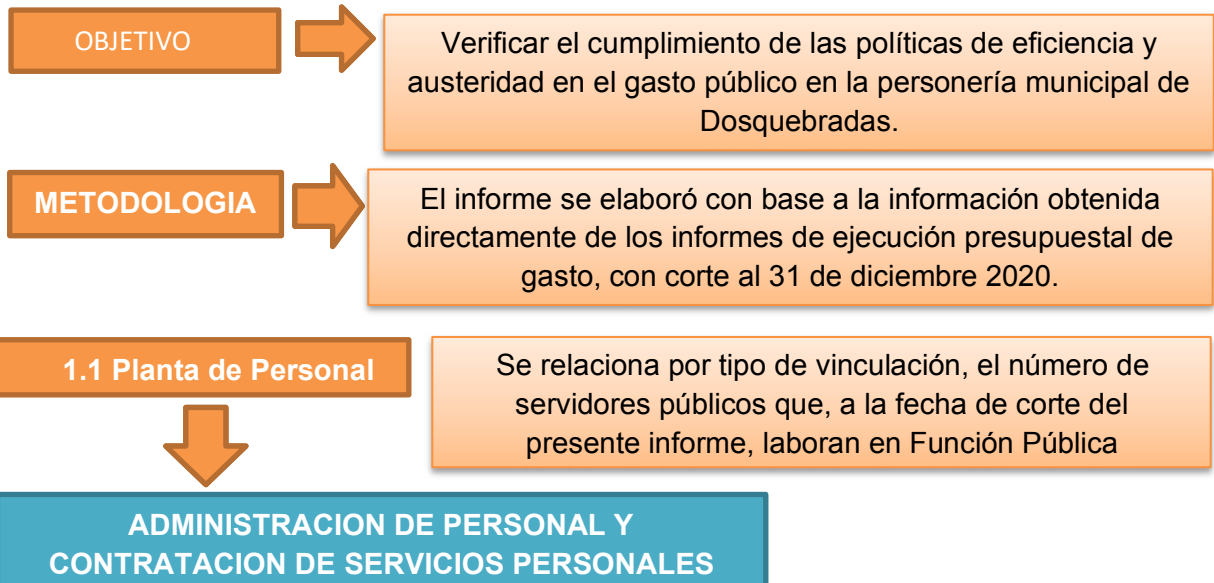 OBJETIVO
Verificar el cumplimiento de las políticas de eficiencia y
austeridad en el gasto público en la personería municipal de
Dosquebradas.
METODOLOGIA
El informe se elaboró con base a la información obtenida
directamente de los informes de ejecución presupuestal de
gasto, con corte al 31 de diciembre 2020.
1.1 Planta de Personal
Se relaciona por tipo de vinculación, el número de
servidores públicos que, a la fecha de corte del
presente informe, laboran en Función Pública
ADMINISTRACION DE PERSONAL Y
CONTRATACION DE SERVICIOS PERSONALES